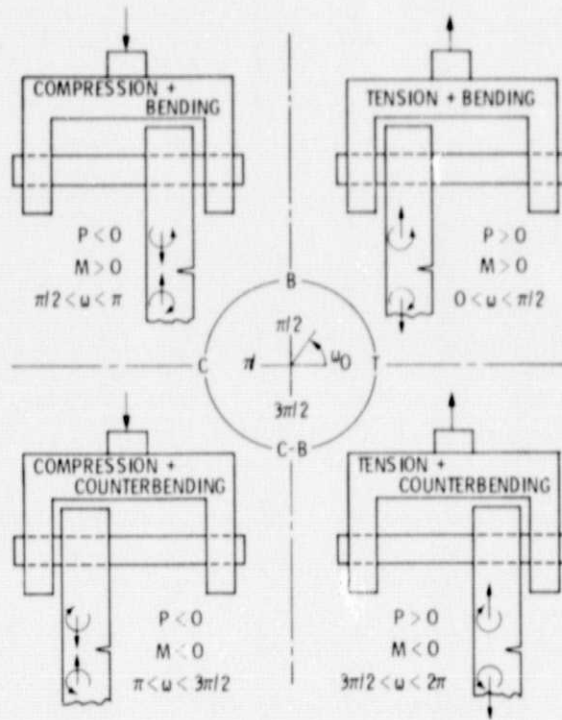 COMPRESSION +
BENDING
P < 0
M > 0
π/2 < ω < π
TENSION + BENDING
P > 0
M > 0
0 < ω < π/2
B
π/2
C
π
ω
0
T
3π/2
C-B
COMPRESSION +
COUNTERBENDING
P < 0
M < 0
π < ω < 3π/2
TENSION +
COUNTERBENDING
P > 0
M < 0
3π/2 < ω < 2π